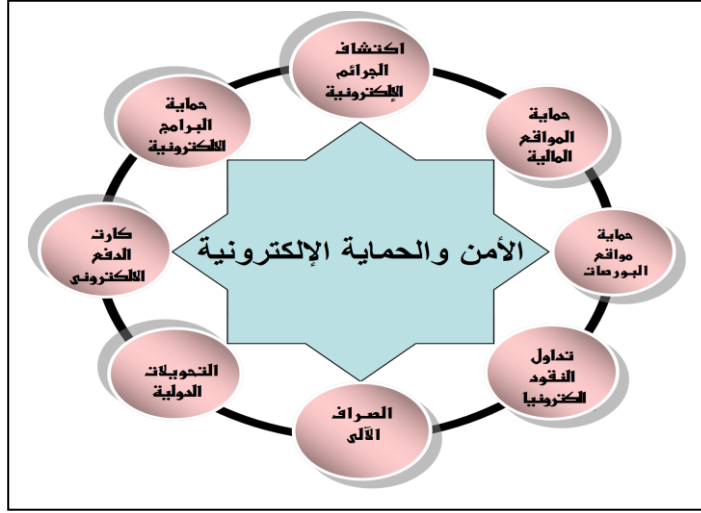 اكتشاف
الجرائم
الإلكترونية
حماية
المواقع
المالية
حماية
مواقع
البورصات
تداول
النقود
الكترونيا
الصراف
الآلى
التحويلات
الدولية
كارت
الدفع
الالكترونى
حماية
البرامج
الالكترونية
الأمن والحماية الإلكترونية